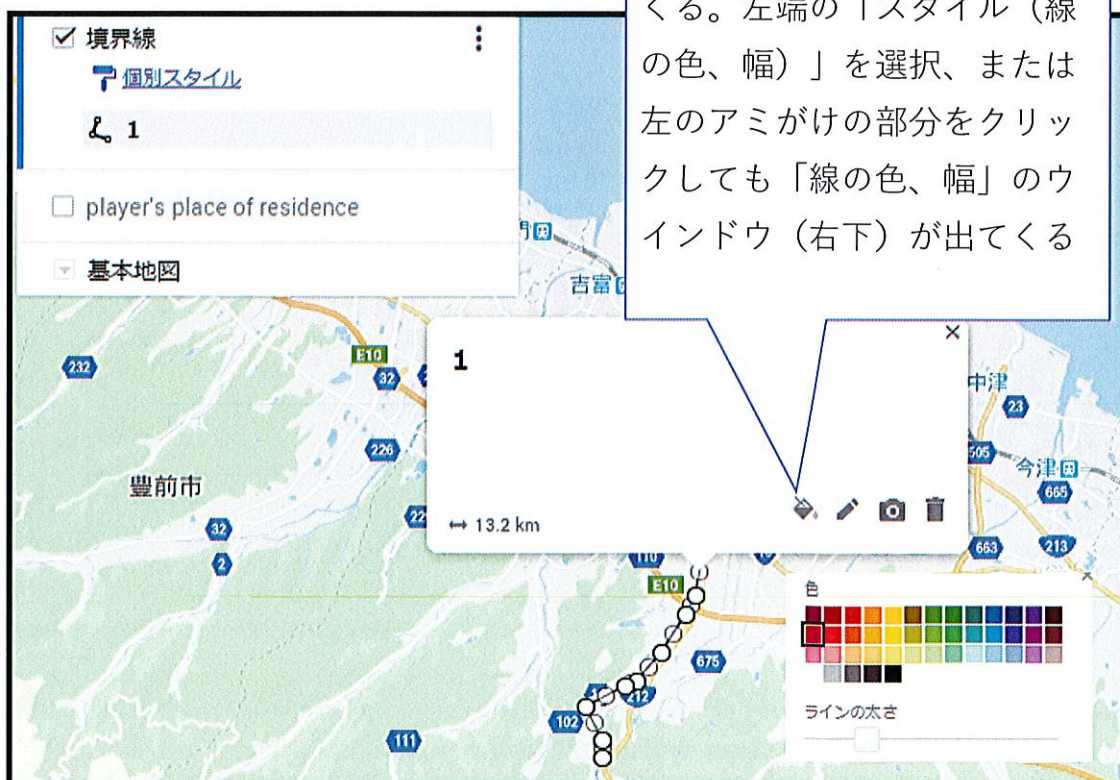 くる。左端の「スタイル（線
の色、幅）」を選択、または
左のアミがけの部分をクリッ
クしても「線の色、幅」のウ
インドウ（右下）が出てくる
境界線
個別スタイル
1
player's place of residence
基本地図
吉富
232
E10
32
226
豊前市
32
2
1
13.2 km
中津
23
505
今津
665
663
213
110
E10
675
212
102
111
色
ラインの太さ